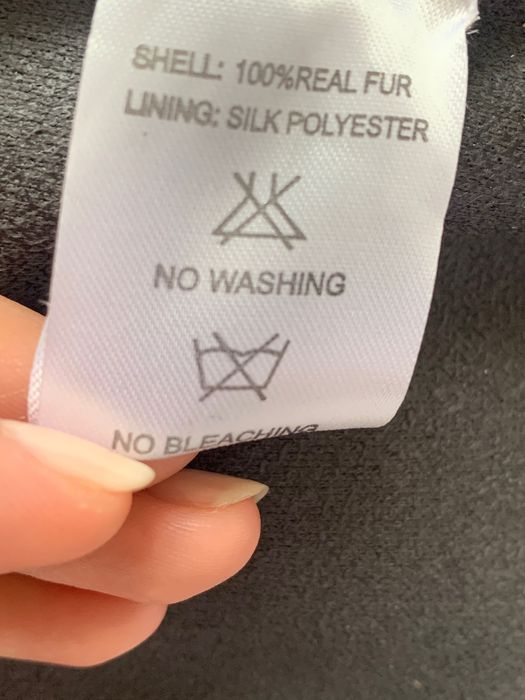 SHELL: 100%REAL FUR
LINING: SILK POLYESTER
NO WASHING
NO BLEACHING